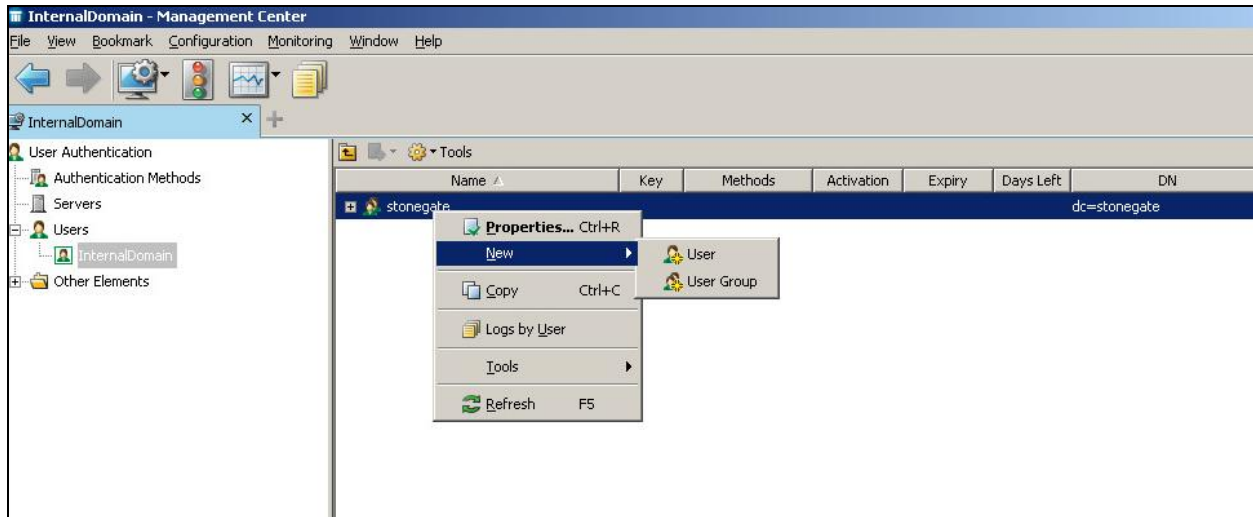 InternalDomain - Management Center
File View Bookmark Configuration Monitoring Window Help
InternalDomain
User Authentication
Authentication Methods
Servers
Users
InternalDomain
Other Elements
Tools
Name Key Methods Activation Expiry Days Left DN
stonegate dc=stonegate
Properties... Ctrl+R
New
User
User Group
Copy Ctrl+C
Logs by User
Tools
Refresh F5